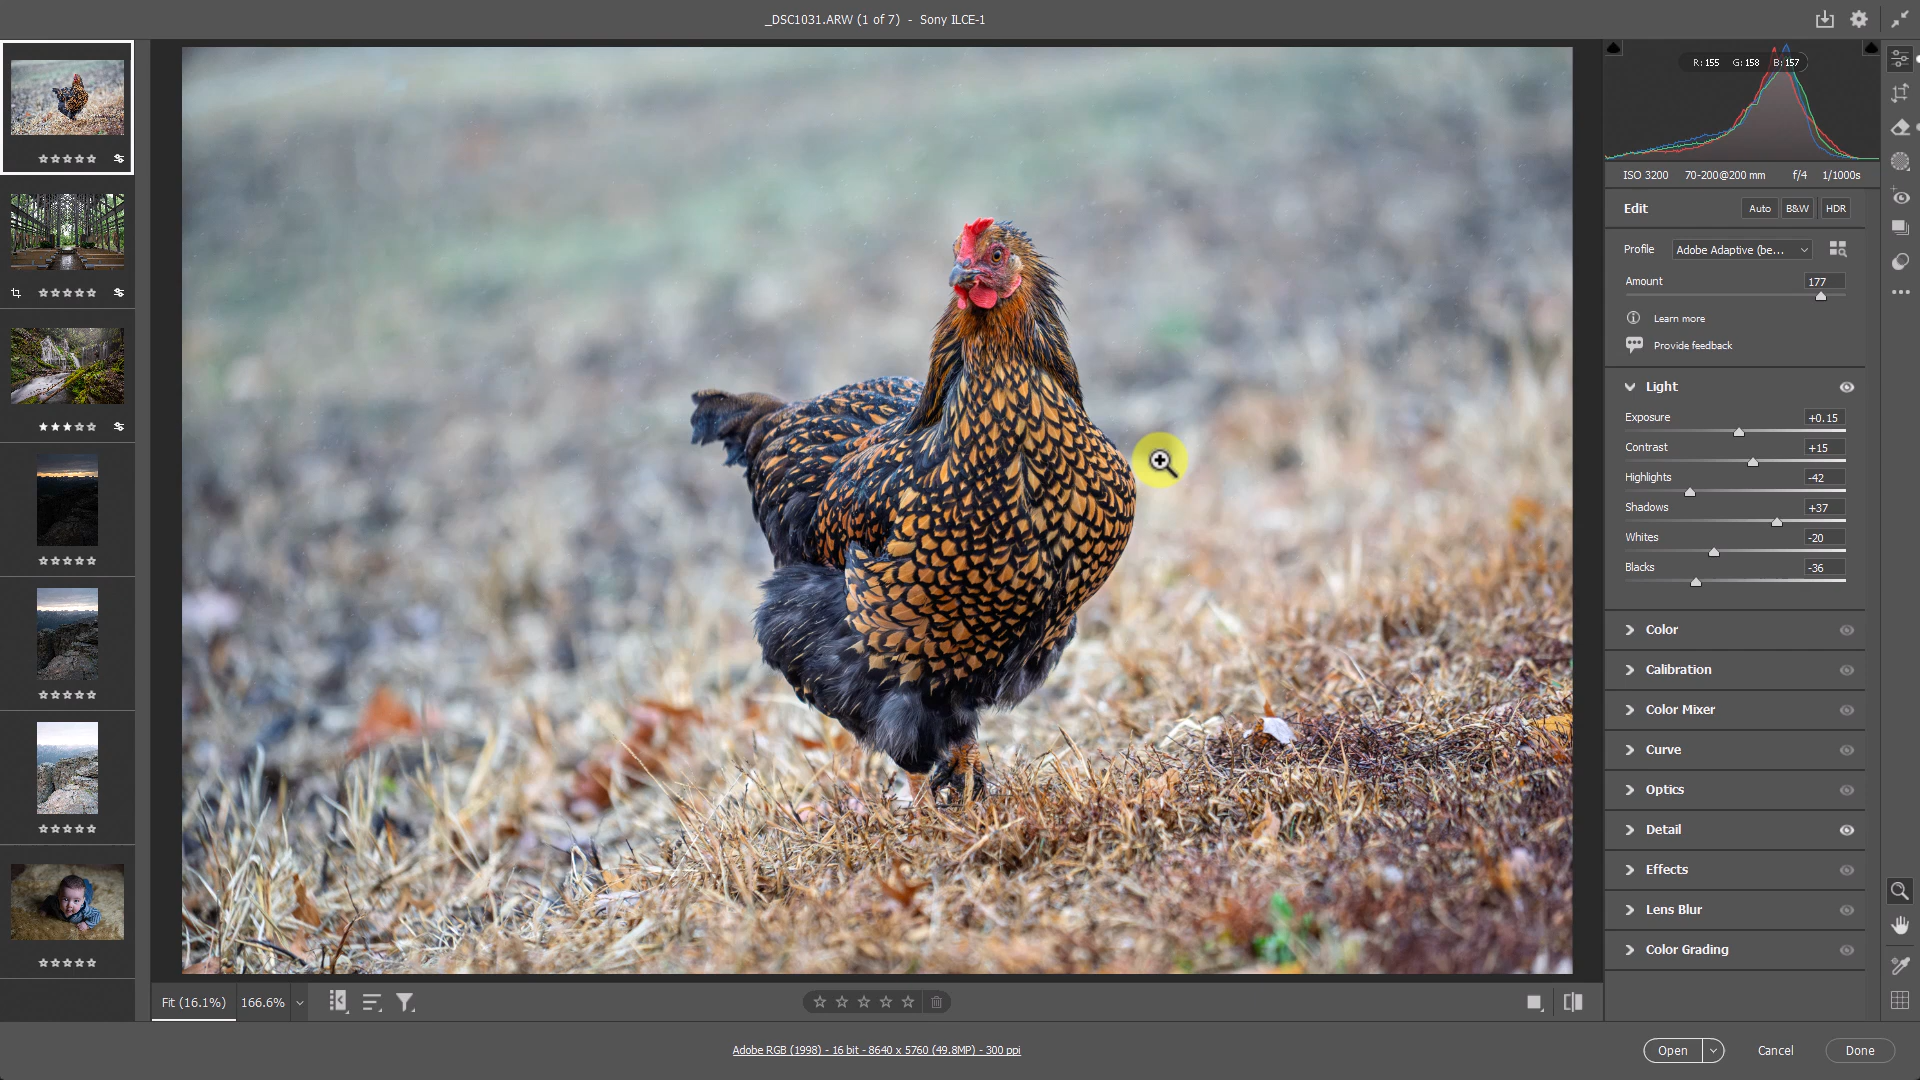 _DSC1031.ARW (1 of 7)  -  Sony ILCE-1
R: 155 G: 158 B: 157
ISO 3200 70-200@200 mm f/4 1/1000s
Edit Auto B&W HDR
Profile Adobe Adaptive (be...
Amount 177
Learn more
Provide feedback
Light
Exposure +0.15
Contrast +15
Highlights -42
Shadows +37
Whites -20
Blacks -36
Color
Calibration
Color Mixer
Curve
Optics
Detail
Effects
Lens Blur
Color Grading
Fit (16.1%) 166.6%
Adobe RGB (1998) - 16 bit - 8640 x 5760 (49.8MP) - 300 ppi
Open Cancel Done